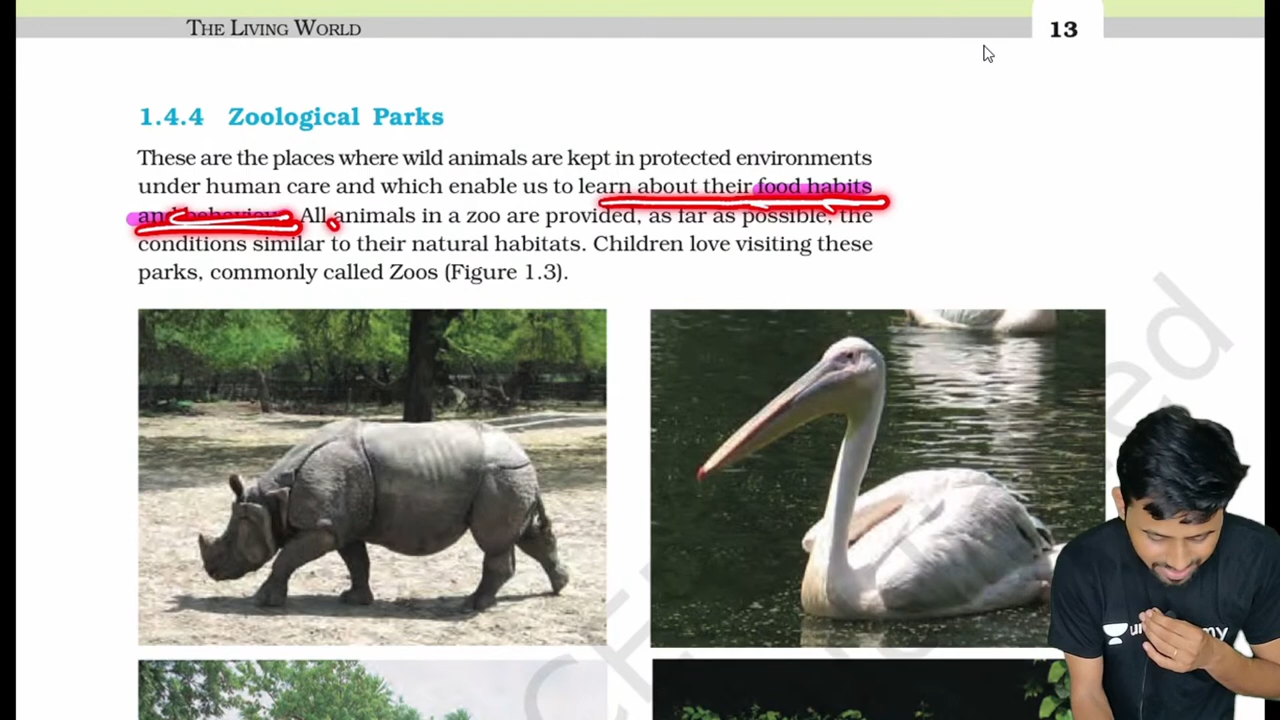 THE LIVING WORLD
13
1.4.4 Zoological Parks
These are the places where wild animals are kept in protected environments
under human care and which enable us to learn about their food habits
and behaviour. All animals in a zoo are provided, as far as possible, the
conditions similar to their natural habitats. Children love visiting these
parks, commonly called Zoos (Figure 1.3).